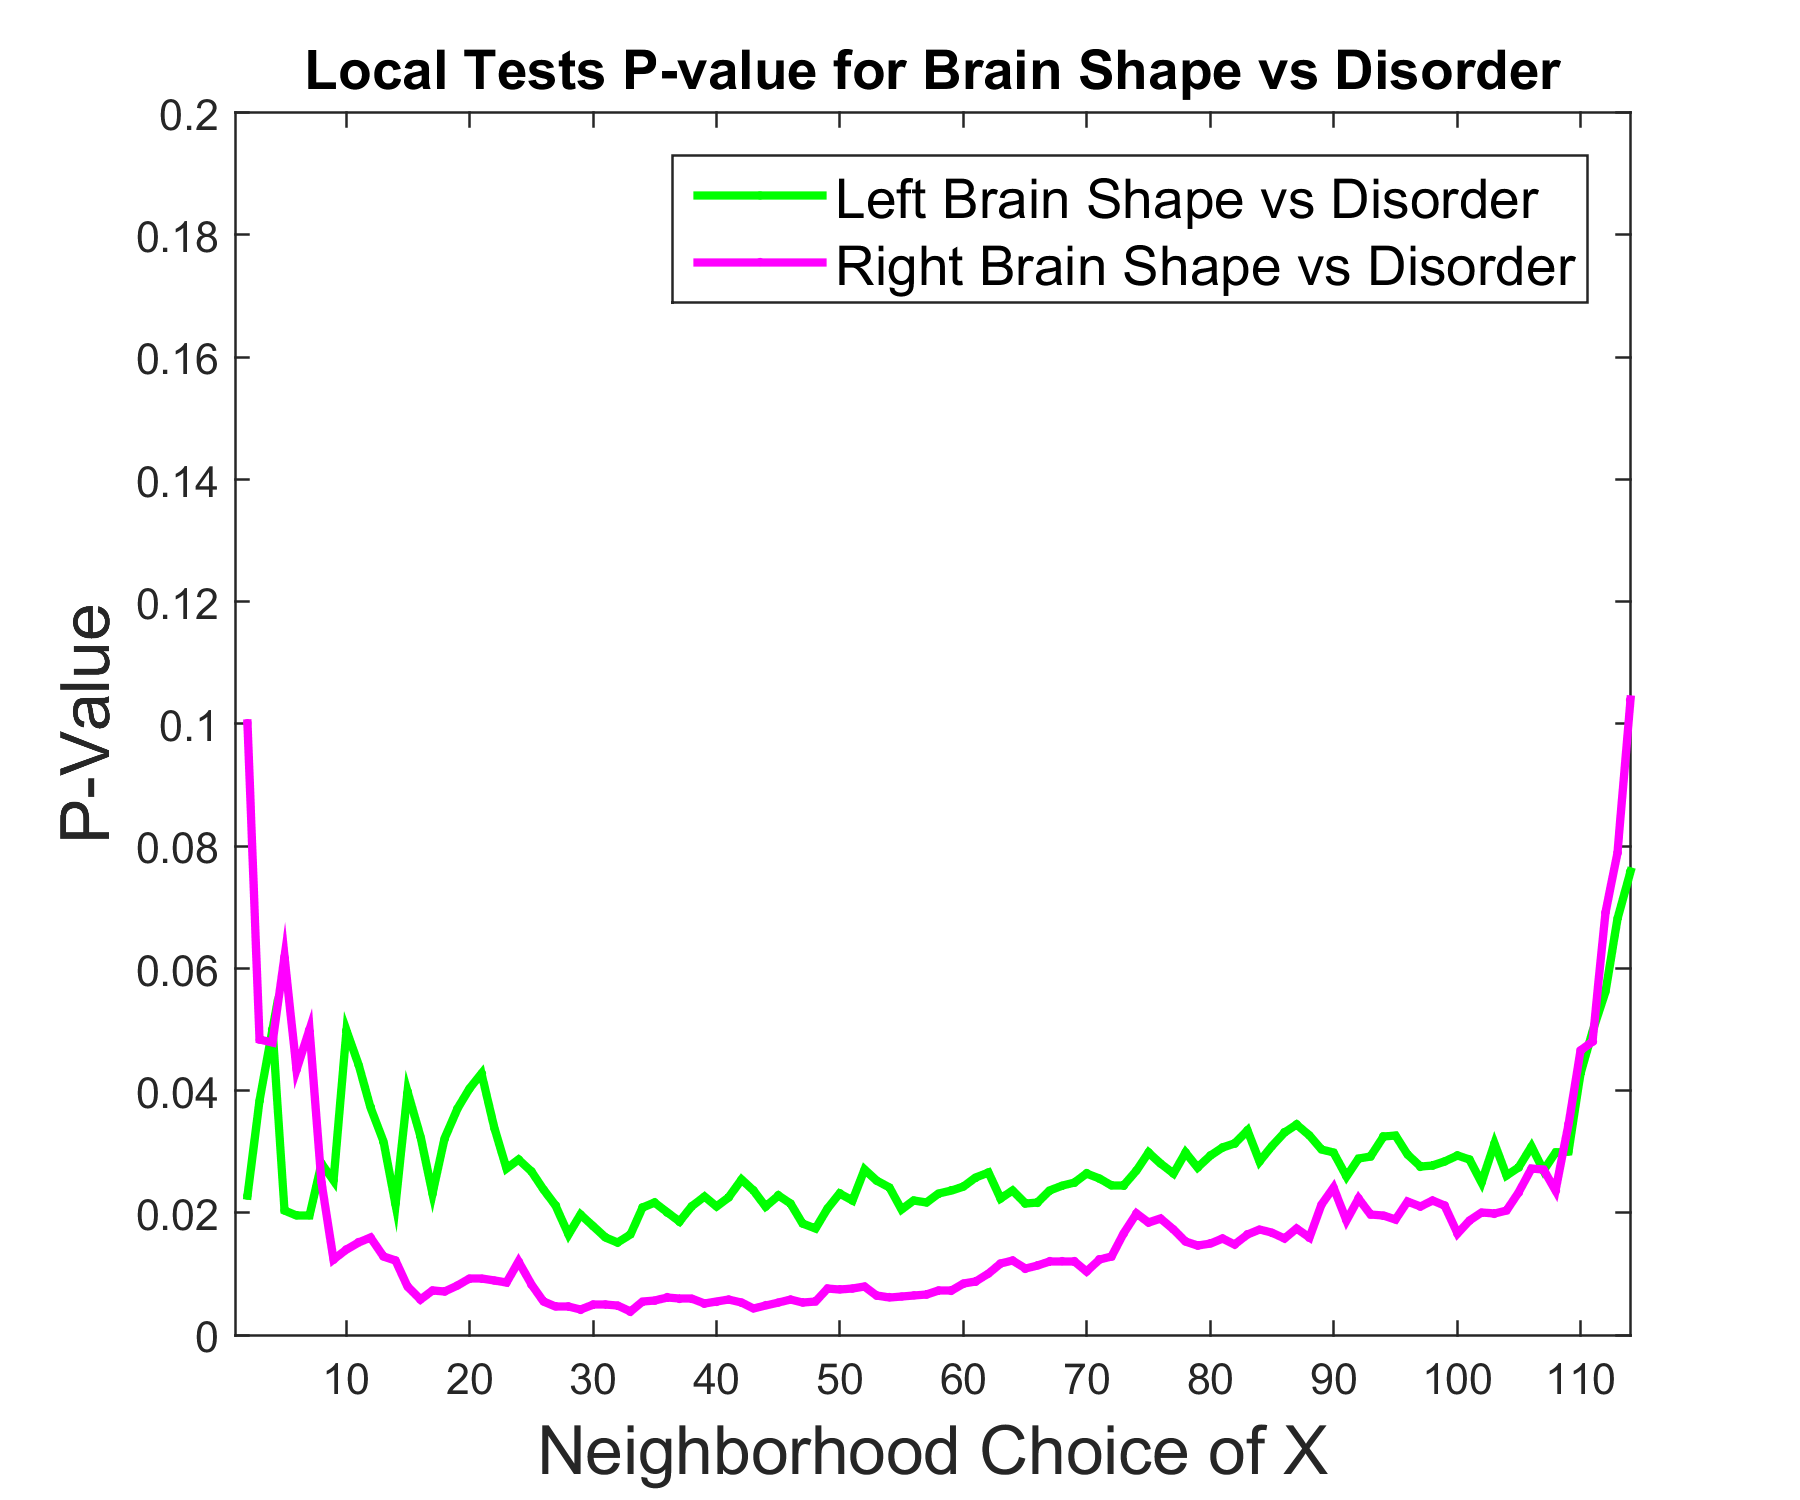 Local Tests P-value for Brain Shape vs Disorder
Left Brain Shape vs Disorder
Right Brain Shape vs Disorder
P-Value
0.2
0.18
0.16
0.14
0.12
0.1
0.08
0.06
0.04
0.02
0
10 20 30 40 50 60 70 80 90 100 110
Neighborhood Choice of X